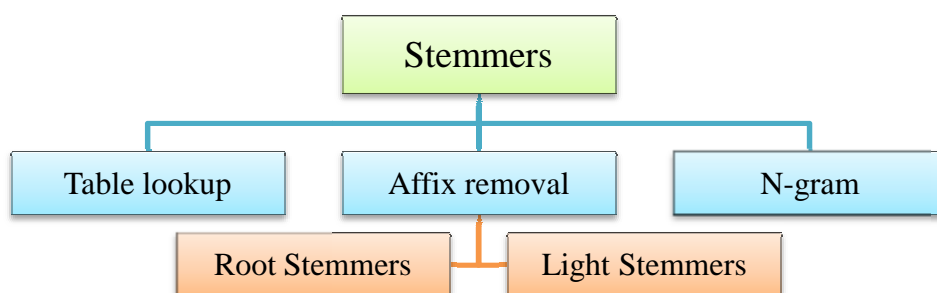 Stemmers
Table lookup
Affix removal
N-gram
Root Stemmers
Light Stemmers